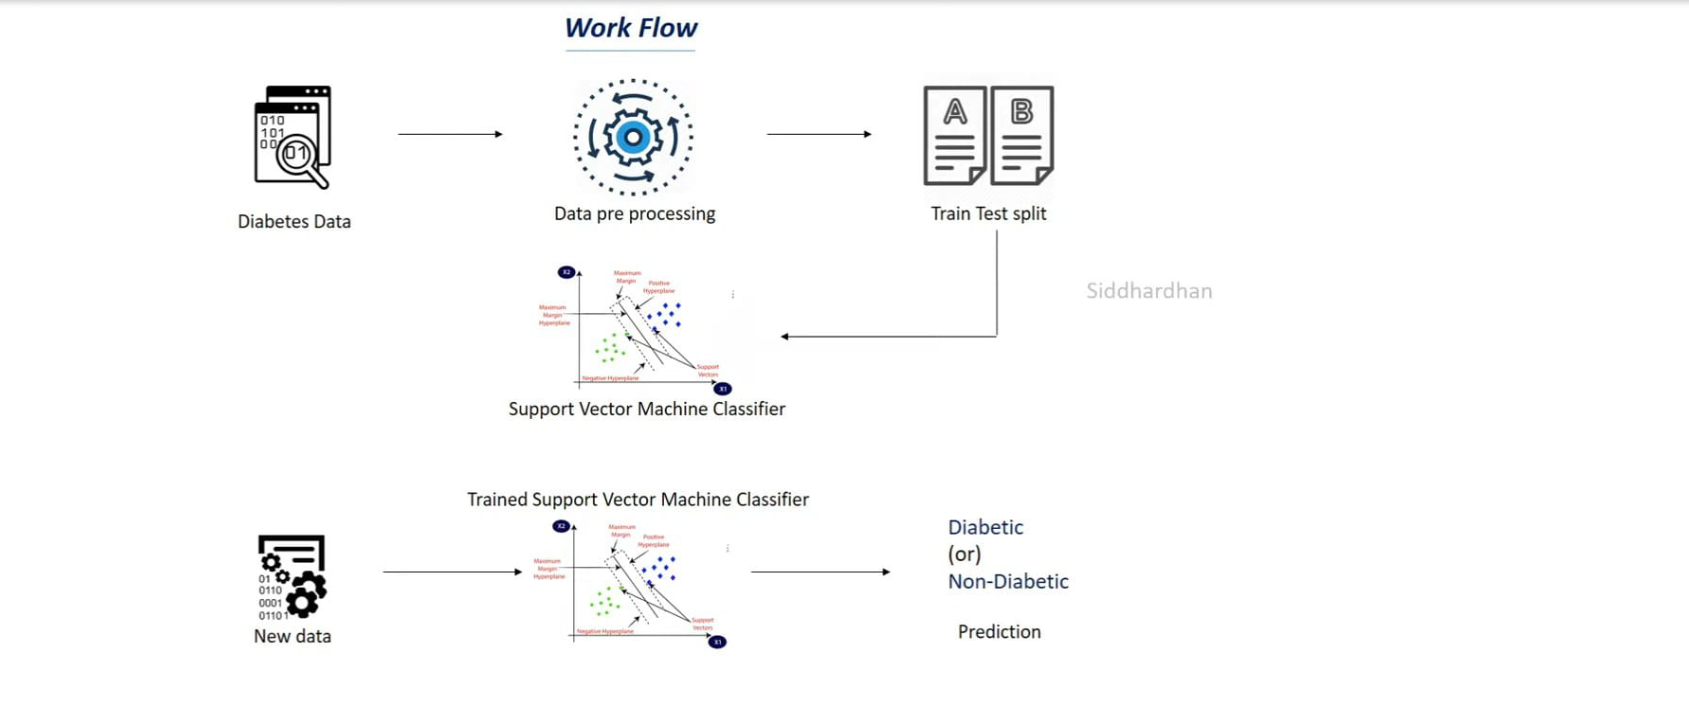 Work Flow
010
101
00
01
A B
Diabetes Data
Data pre processing
Train Test split
Siddhardhan
X2
Maximum
Margin
Positive
Hyperplane
Maximum
Margin
Hyperplane
Support
Vectors
Negative Hyperplane
X1
Support Vector Machine Classifier
Trained Support Vector Machine Classifier
X2
Maximum
Margin
Positive
Hyperplane
Maximum
Margin
Hyperplane
Support
Vectors
Negative Hyperplane
X1
01
0110
0001
01101
New data
Diabetic
(or)
Non-Diabetic
Prediction